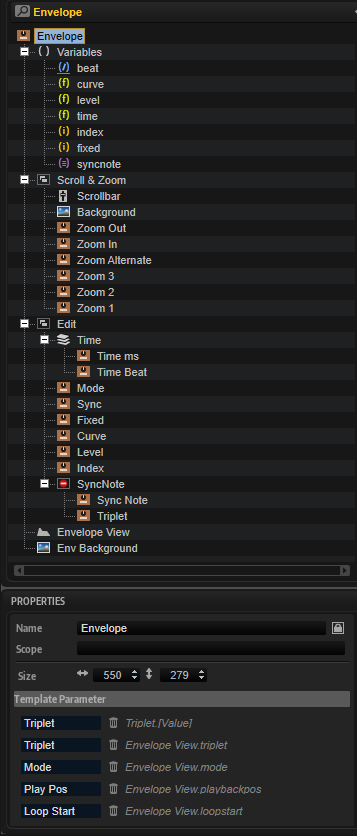 Envelope
Envelope
( ) Variables
(/) beat
(f) curve
(f) level
(f) time
(i) index
(i) fixed
(=) syncnote
Scroll & Zoom
Scrollbar
Background
Zoom Out
Zoom In
Zoom Alternate
Zoom 3
Zoom 2
Zoom 1
Edit
Time
Time ms
Time Beat
Mode
Sync
Fixed
Curve
Level
Index
SyncNote
Sync Note
Triplet
Envelope View
Env Background
PROPERTIES
Name Envelope
Scope
Size 550 279
Template Parameter
Triplet Triplet.[Value]
Triplet Envelope View.triplet
Mode Envelope View.mode
Play Pos Envelope View.playbackpos
Loop Start Envelope View.loopstart